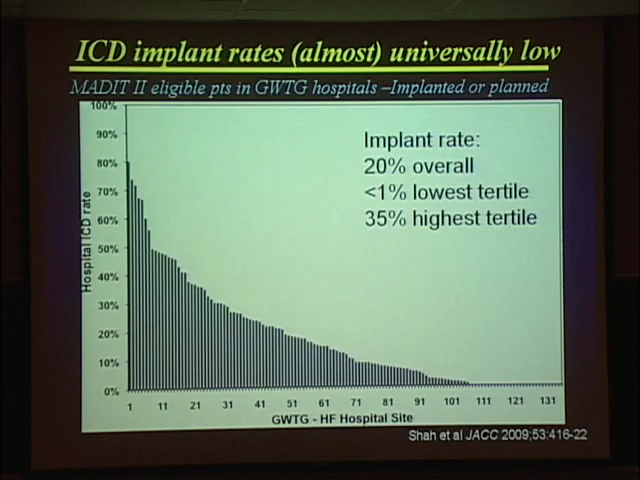 ICD implant rates (almost) universally low
MADIT II eligible pts in GWTG hospitals –Implanted or planned
100%
90%
80%
70%
60%
50%
40%
30%
20%
10%
0%
Hospital ICD rate
Implant rate:
20% overall
<1% lowest tertile
35% highest tertile
1 11 21 31 41 51 61 71 81 91 101 111 121 131
GWTG - HF Hospital Site
Shah et al JACC 2009;53:416-22